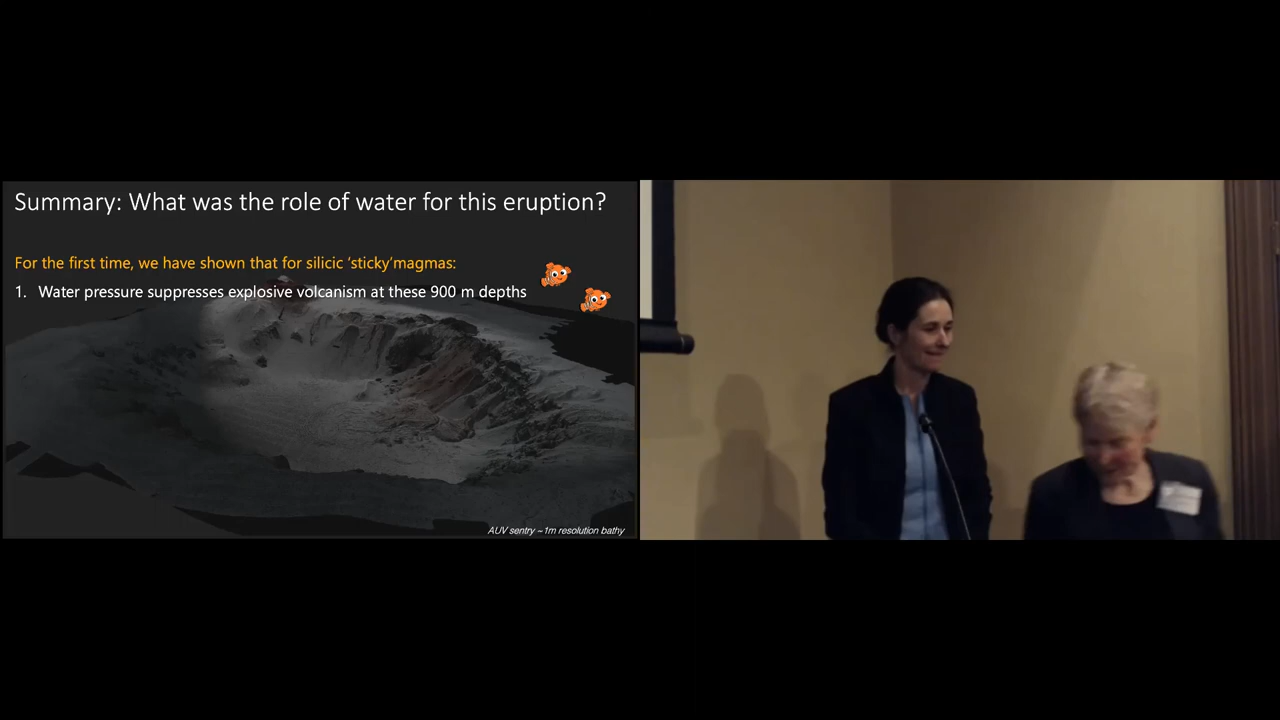 Summary: What was the role of water for this eruption?
For the first time, we have shown that for silicic 'sticky'magmas:
1. Water pressure suppresses explosive volcanism at these 900 m depths
AUV sentry – 1m resolution bathy